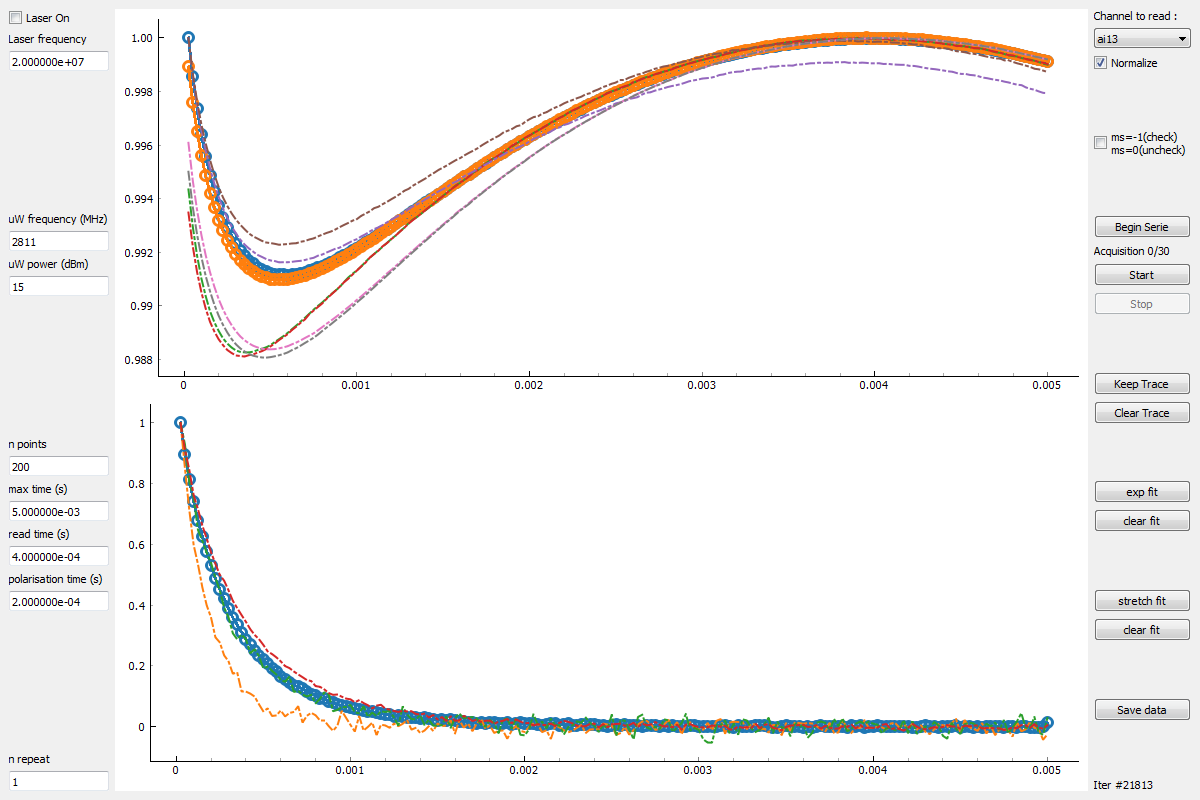 Laser On
Laser frequency
2.000000e+07
uW frequency (MHz)
2811
uW power (dBm)
15
n points
200
max time (s)
5.000000e-03
read time (s)
4.000000e-04
polarisation time (s)
2.000000e-04
n repeat
1
1.00
0.998
0.996
0.994
0.992
0.99
0.988
0 0.001 0.002 0.003 0.004 0.005
1
0.8
0.6
0.4
0.2
0
0 0.001 0.002 0.003 0.004 0.005
Channel to read :
ai13
Normalize
ms=-1(check)
ms=0(uncheck)
Begin Serie
Acquisition 0/30
Start
Stop
Keep Trace
Clear Trace
exp fit
clear fit
stretch fit
clear fit
Save data
Iter #21813